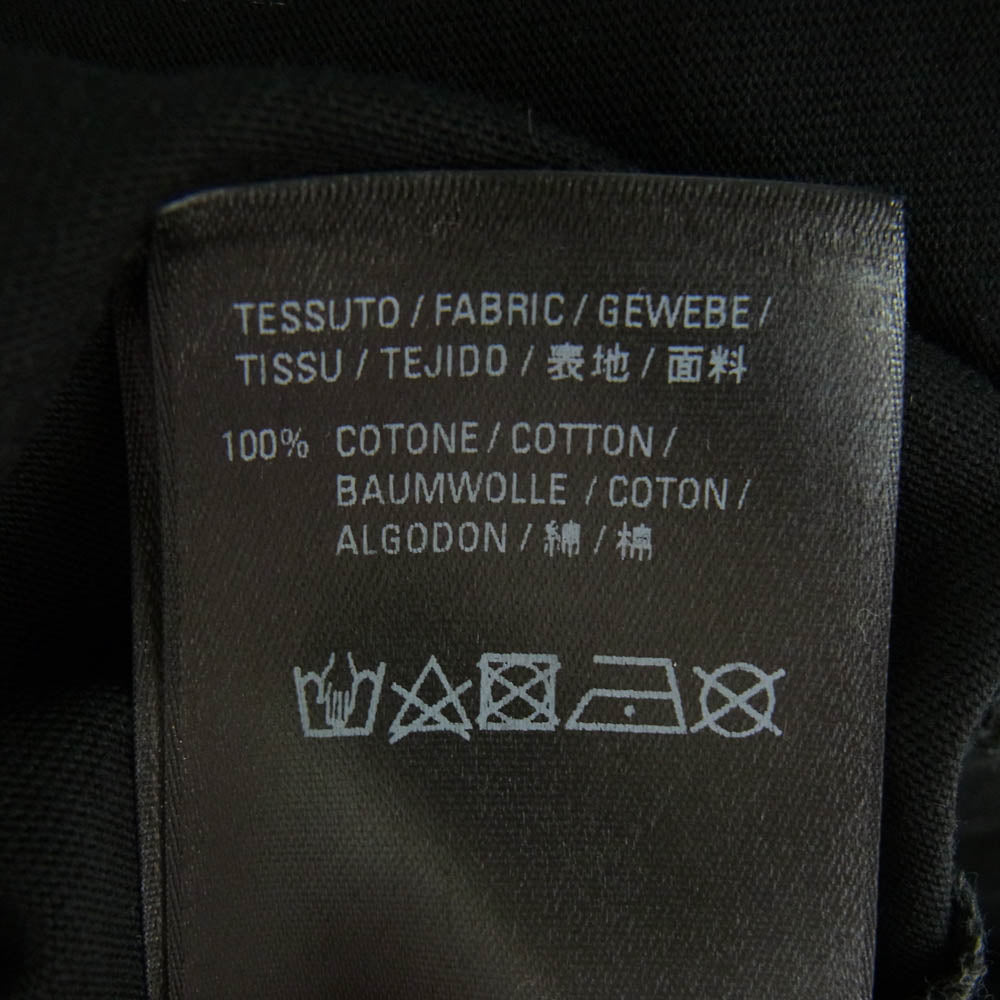 TESSUTO / FABRIC / GEWEBE /
TISSU / TEJIDO / 表地 / 面料
100% COTONE / COTTON /
BAUMWOLLE / COTON /
ALGODON / 綿 / 棉